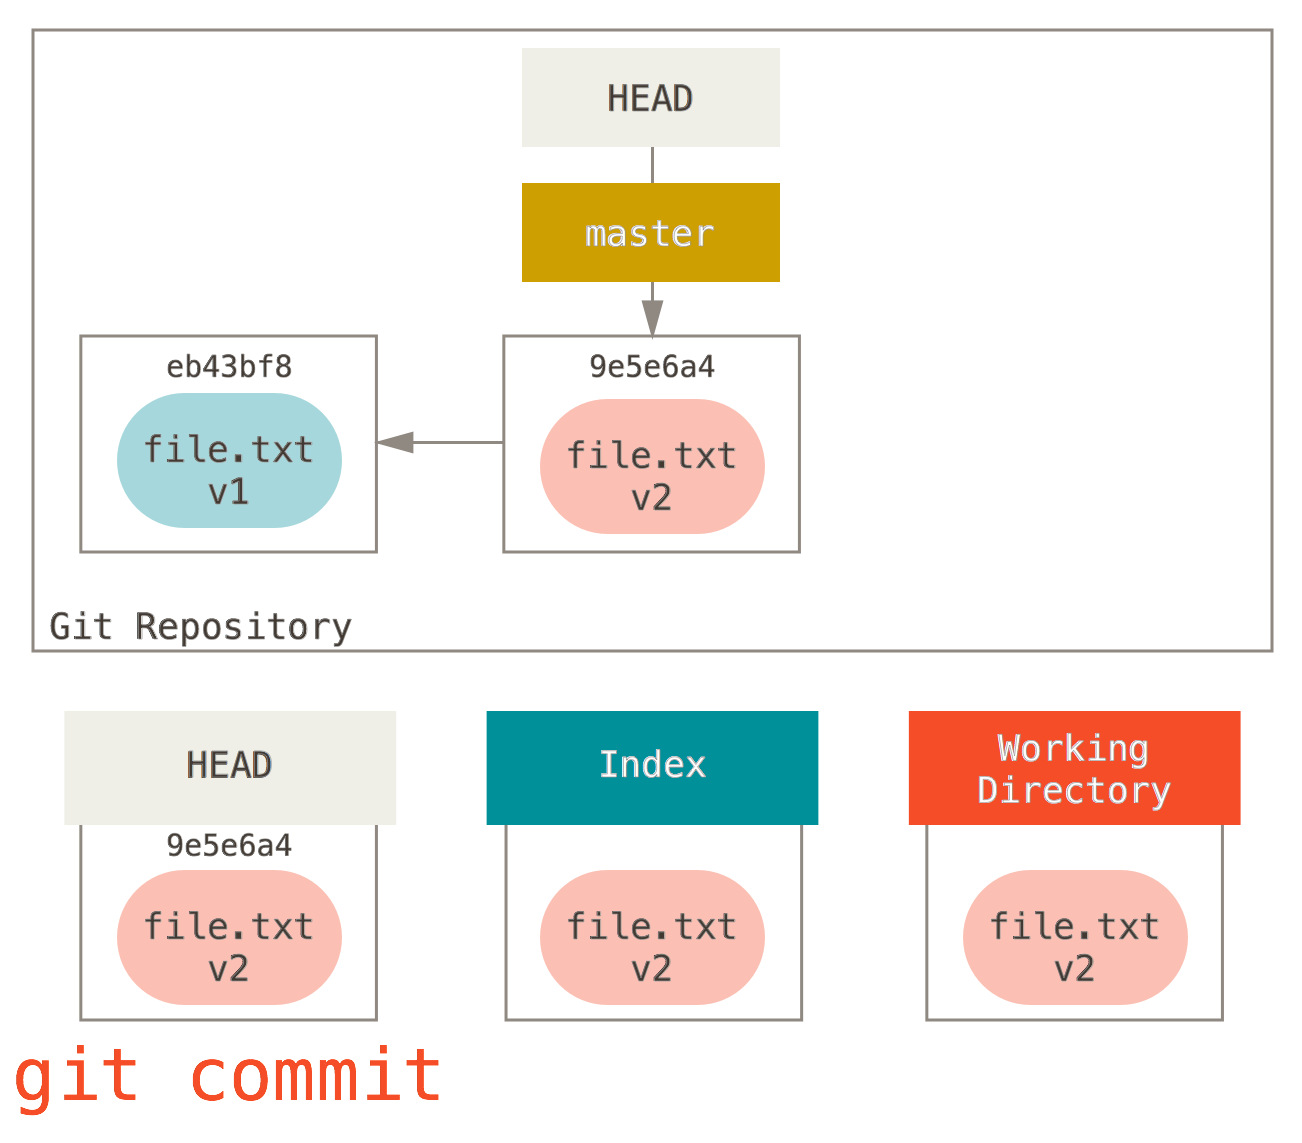 HEAD
master
eb43bf8
file.txt
v1
9e5e6a4
file.txt
v2
Git Repository
HEAD
9e5e6a4
file.txt
v2
Index
file.txt
v2
Working
Directory
file.txt
v2
git commit